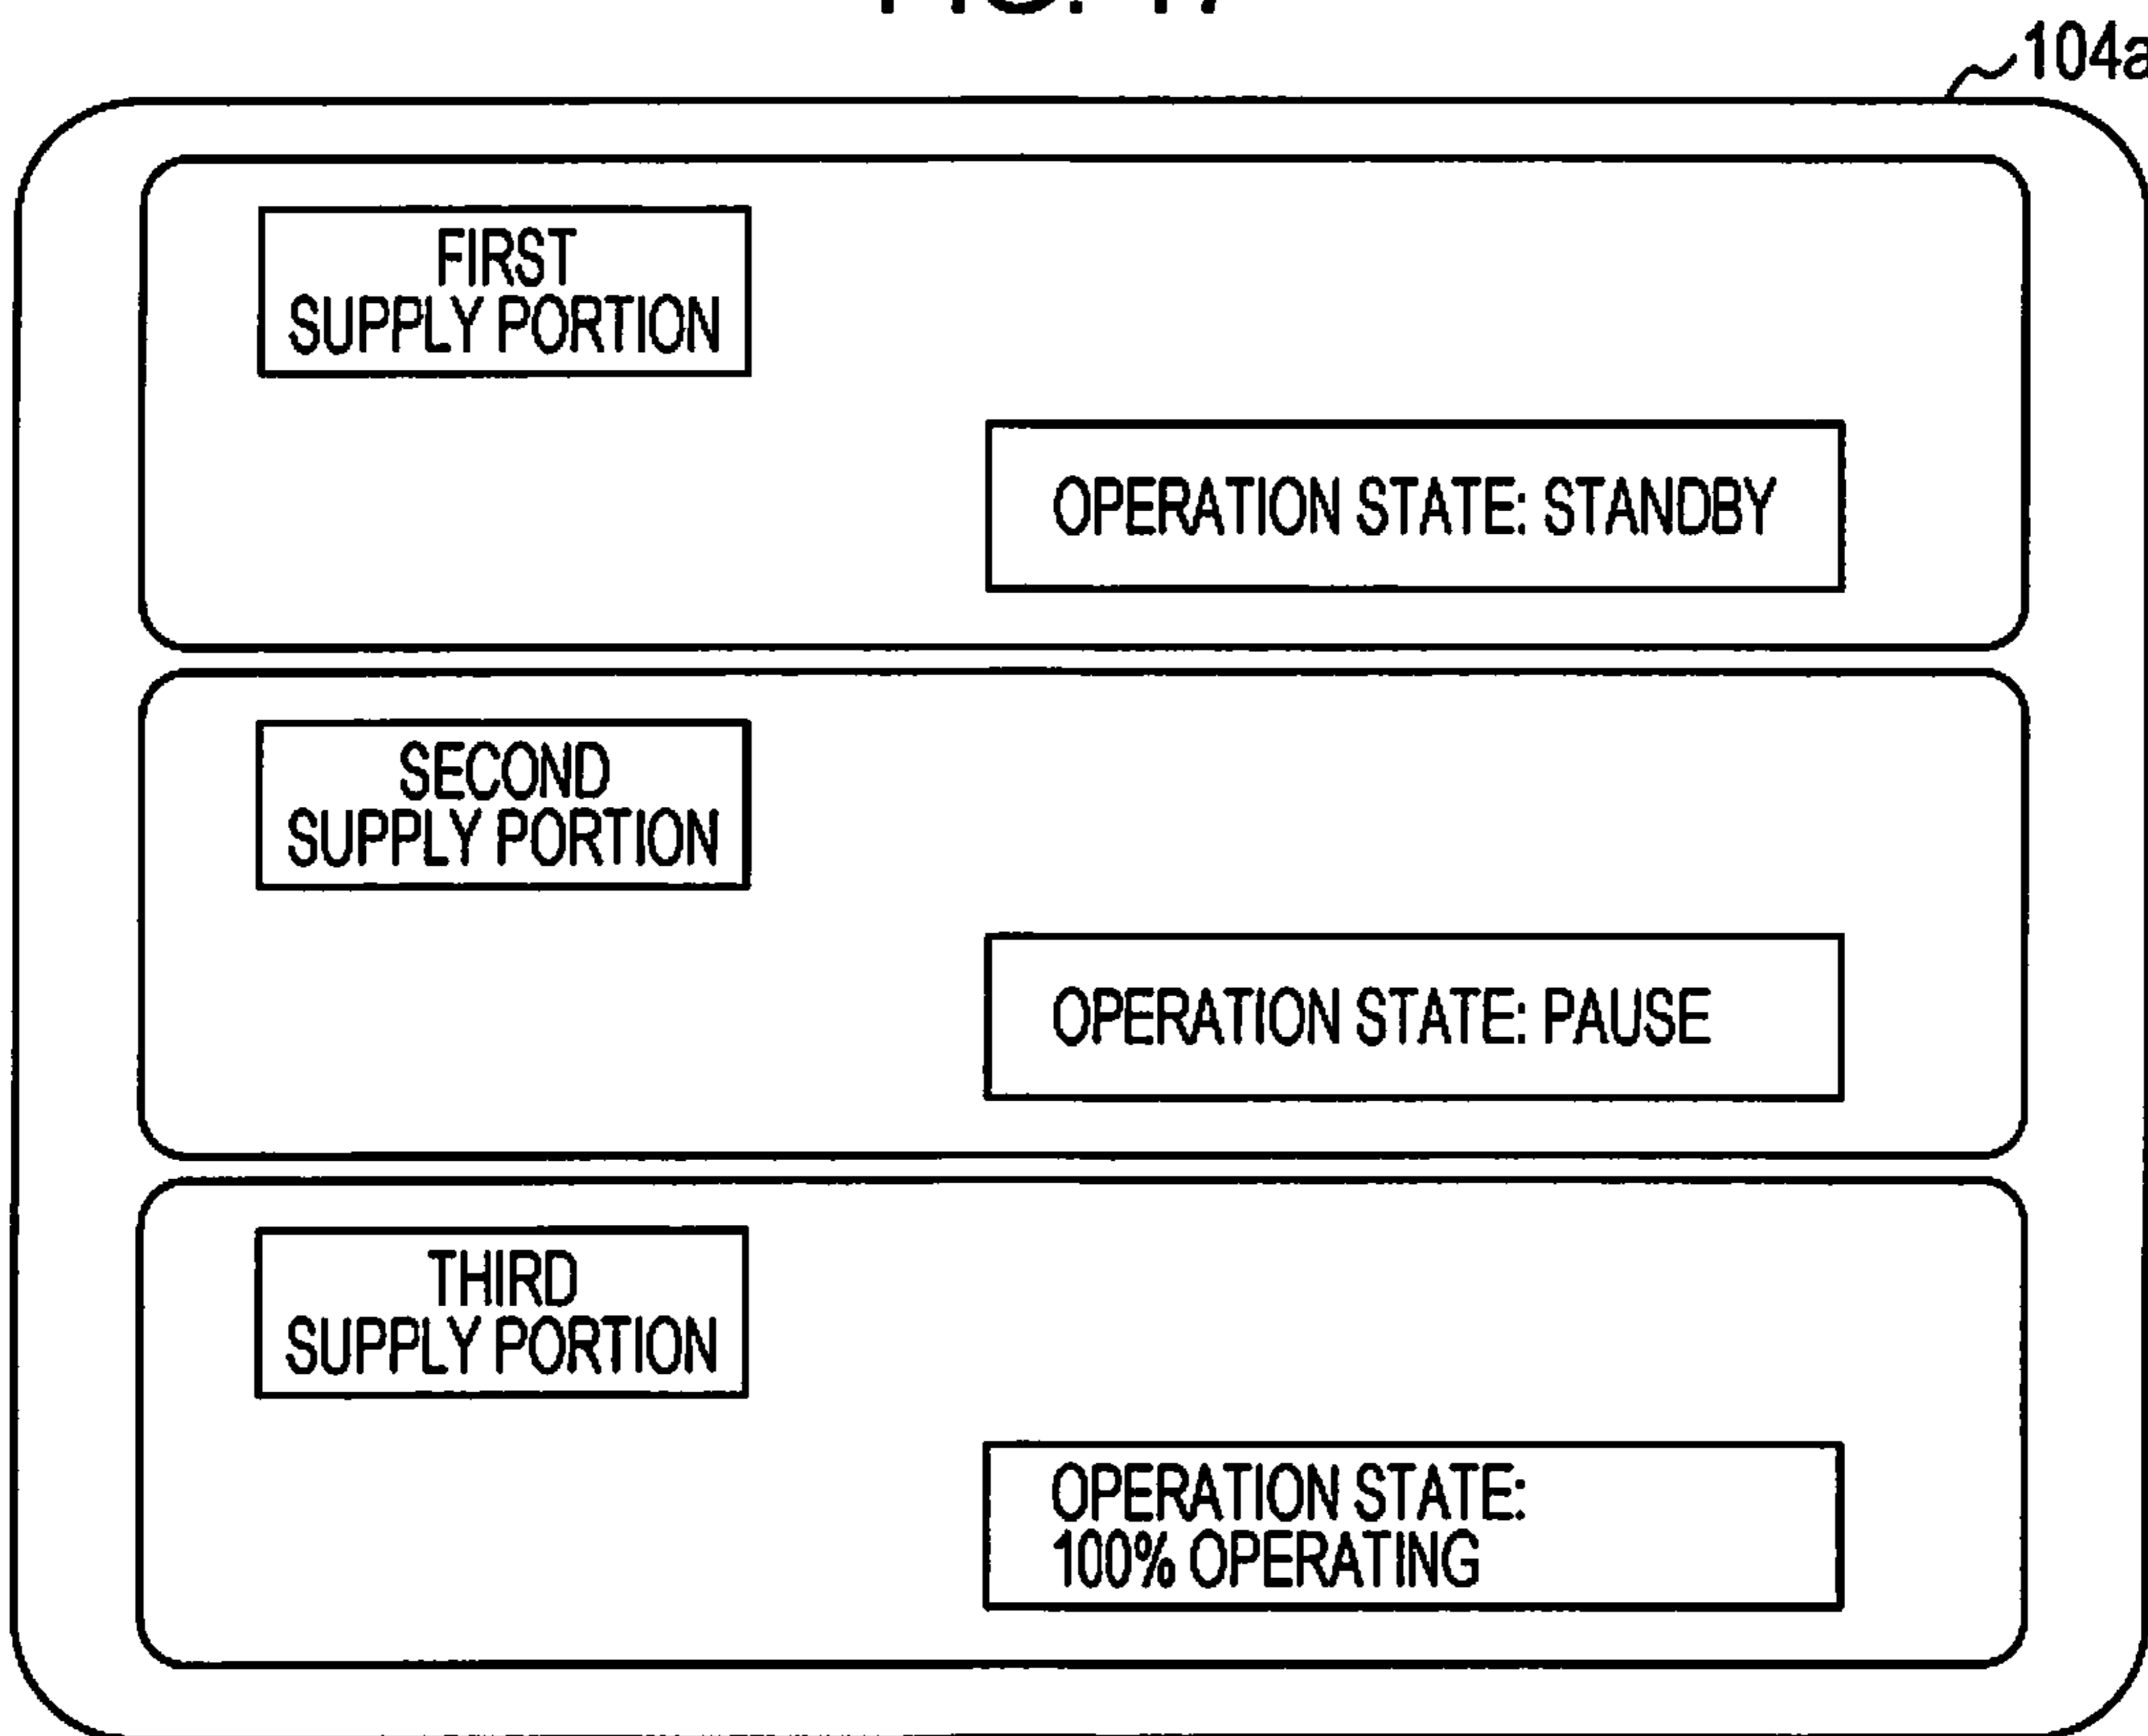 104a
FIRST
SUPPLY PORTION
OPERATION STATE: STANDBY
SECOND
SUPPLY PORTION
OPERATION STATE: PAUSE
THIRD
SUPPLY PORTION
OPERATION STATE:
100% OPERATING